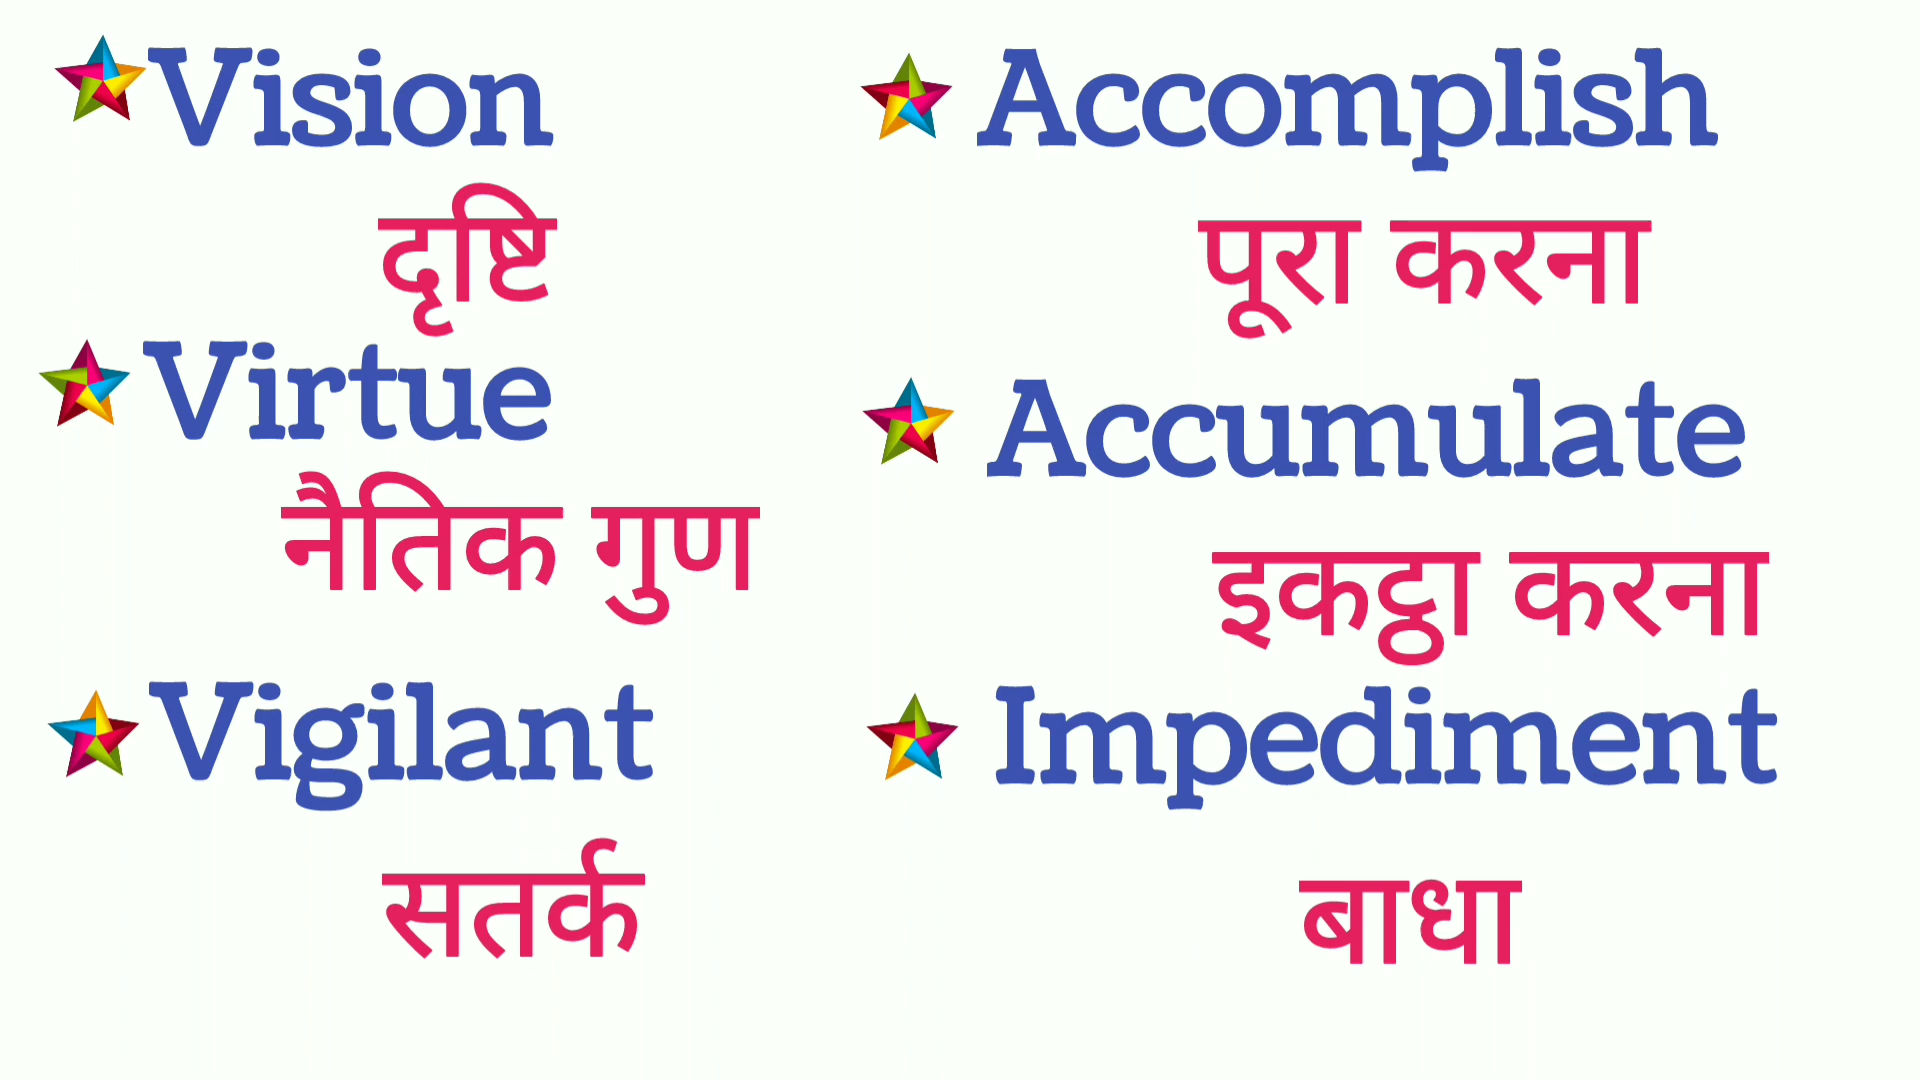 Vision
दृष्टि
Virtue
नैतिक गुण
Vigilant
सतर्क
Accomplish
पूरा करना
Accumulate
इकट्ठा करना
Impediment
बाधा